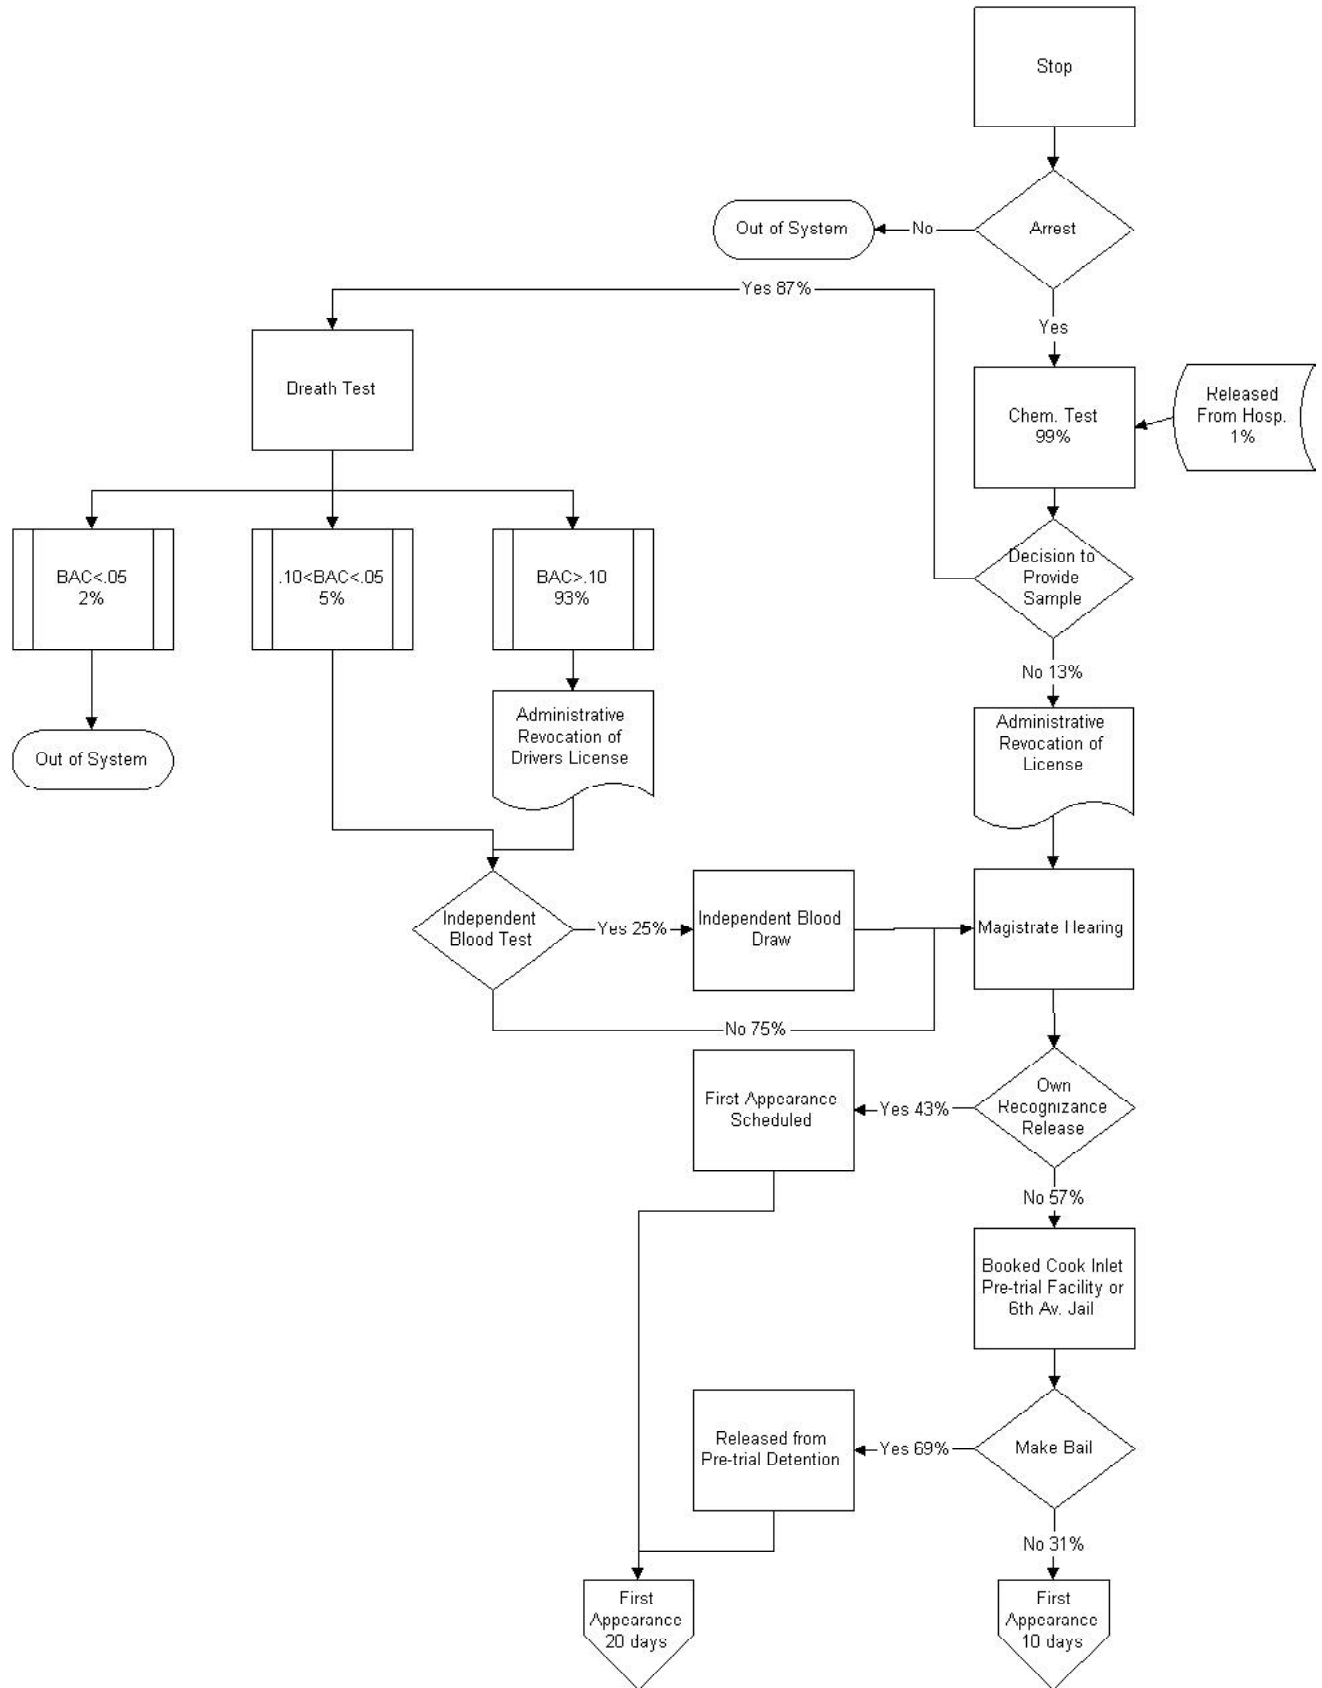 Stop
Arrest
No
Out of System
Yes
Yes 87%
Dreath Test
Chem. Test
99%
Released
From Hosp.
1%
Decision to
Provide
Sample
BAC<.05
2%
.10<BAC<.05
5%
BAC>.10
93%
No 13%
Out of System
Administrative
Revocation of
Drivers License
Administrative
Revocation of
License
Independent
Blood Test
Yes 25%
Independent Blood
Draw
Magistrate Hearing
No 75%
First Appearance
Scheduled
Yes 43%
Own
Recognizance
Release
No 57%
Booked Cook Inlet
Pre-trial Facility or
6th Av. Jail
Released from
Pre-trial Detention
Yes 69%
Make Bail
No 31%
First
Appearance
20 days
First
Appearance
10 days